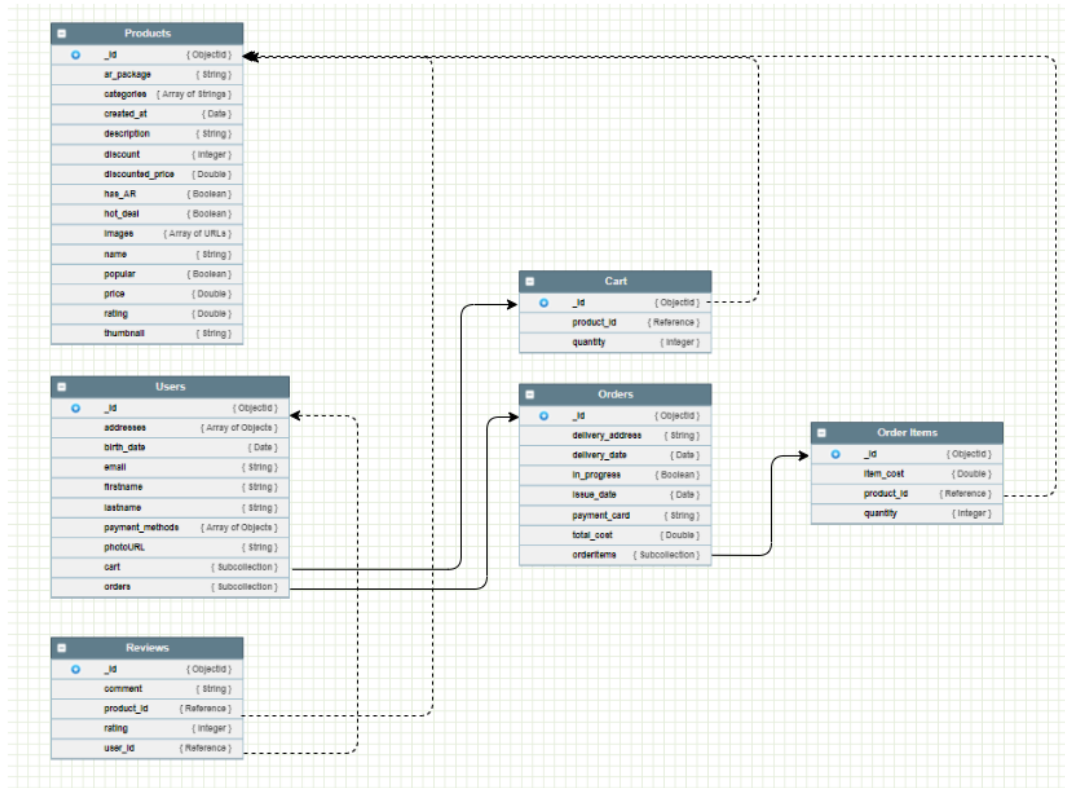 Products
_id { ObjectId }
ar_package { String }
categories { Array of Strings }
created_at { Date }
description { String }
discount { Integer }
discounted_price { Double }
has_AR { Boolean }
hot_deal { Boolean }
images { Array of URLs }
name { String }
popular { Boolean }
price { Double }
rating { Double }
thumbnail { String }
Cart
_id { ObjectId }
product_id { Reference }
quantity { Integer }
Users
_id { ObjectId }
addresses { Array of Objects }
birth_date { Date }
email { String }
firstname { String }
lastname { String }
payment_methods { Array of Objects }
photoURL { String }
cart { Subcollection }
orders { Subcollection }
Orders
_id { ObjectId }
delivery_address { String }
delivery_date { Date }
in_progress { Boolean }
issue_date { Date }
payment_card { String }
total_cost { Double }
orderitems { Subcollection }
Order Items
_id { ObjectId }
item_cost { Double }
product_id { Reference }
quantity { Integer }
Reviews
_id { ObjectId }
comment { String }
product_id { Reference }
rating { Integer }
user_id { Reference }